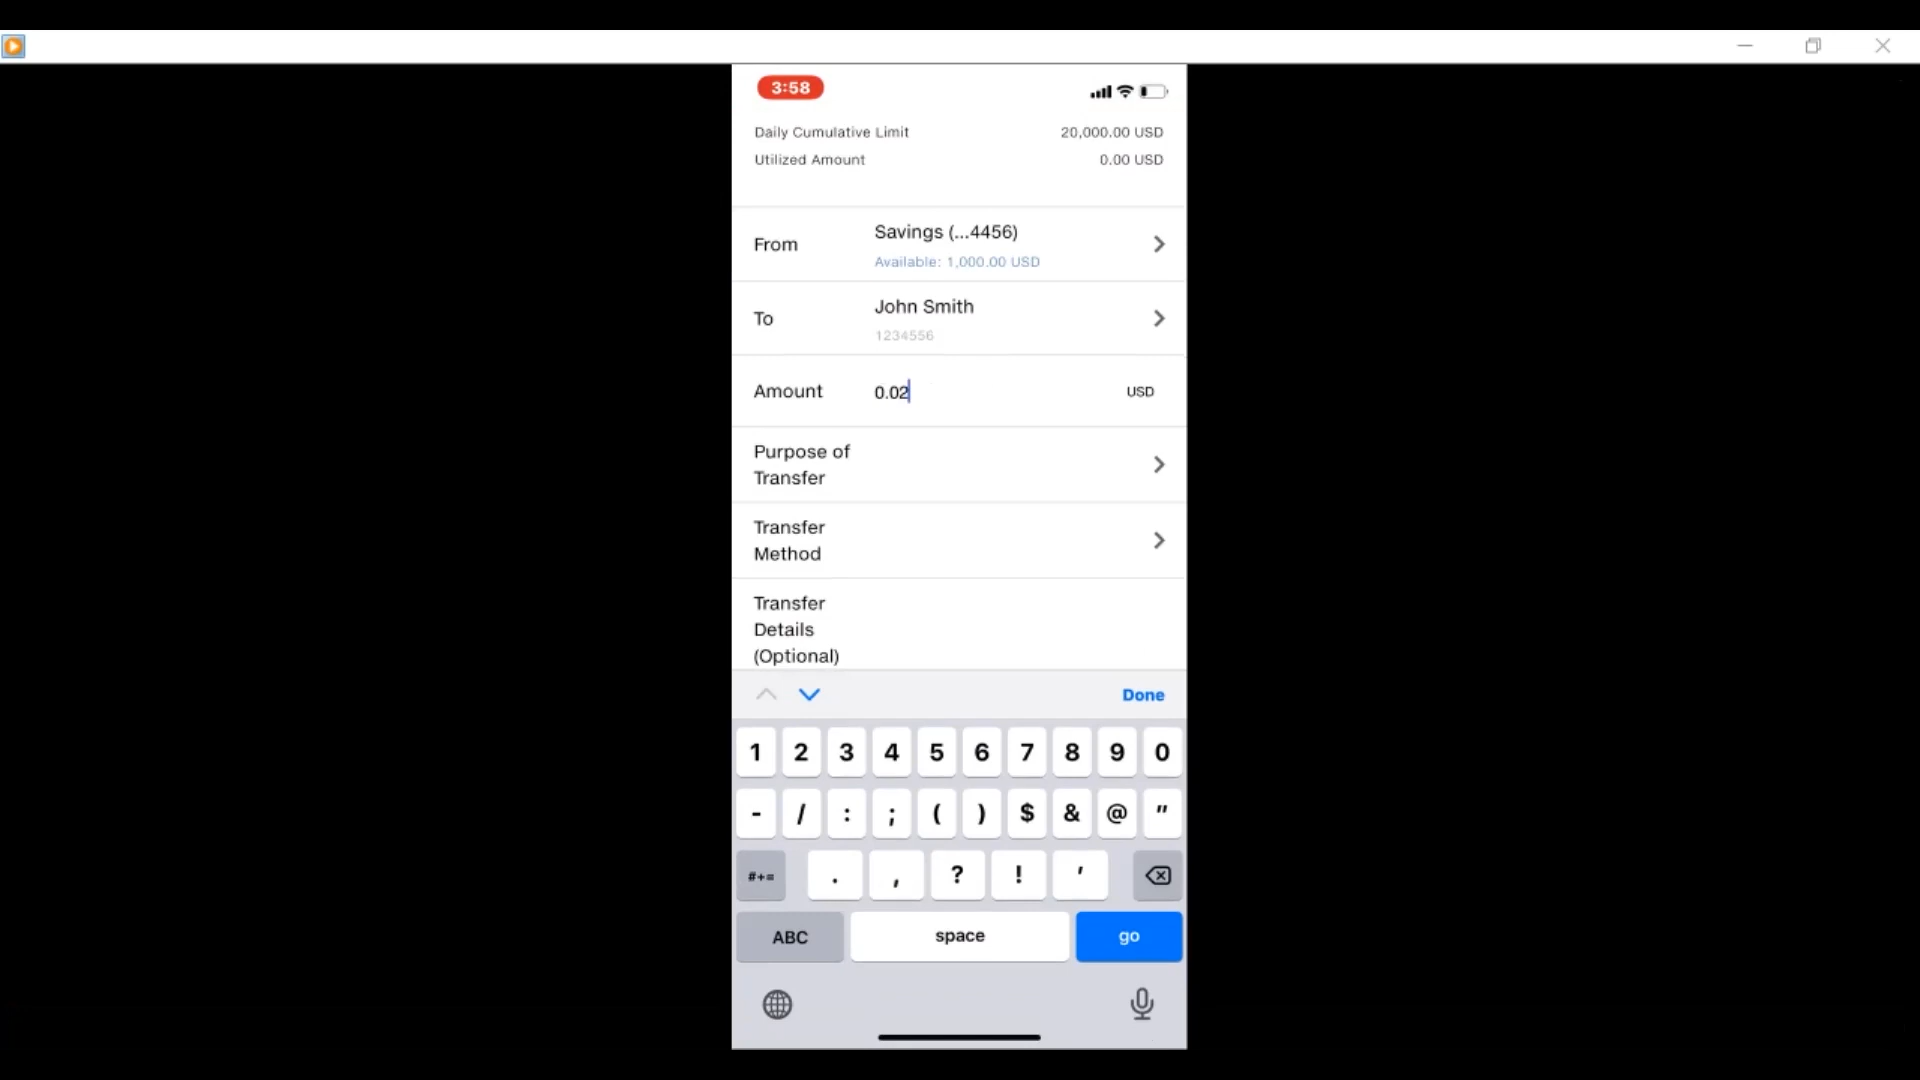 3:58
Daily Cumulative Limit 20,000.00 USD
Utilized Amount 0.00 USD
From Savings (...4456)
Available: 1,000.00 USD
To John Smith
1234556
Amount 0.02 USD
Purpose of
Transfer
Transfer
Method
Transfer
Details
(Optional)
Done
1 2 3 4 5 6 7 8 9 0
- / : ; ( ) $ & @ "
#+= . , ? ! '
ABC space go